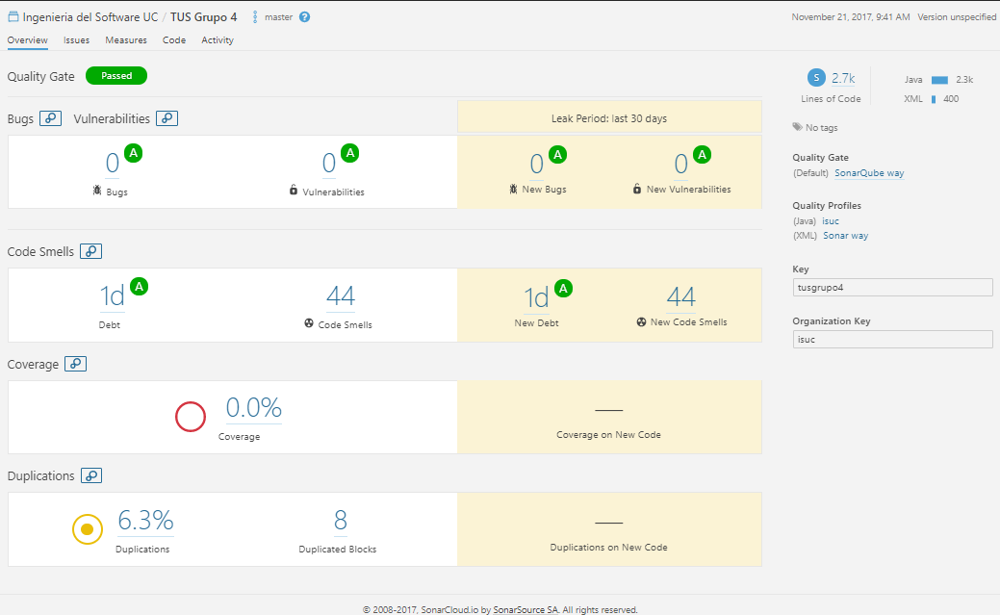 Ingenieria del Software UC / TUS Grupo 4 master ?
November 21, 2017, 9:41 AM Version unspecified
Overview Issues Measures Code Activity
Quality Gate Passed
Bugs Vulnerabilities
Leak Period: last 30 days
0 A
Bugs
0 A
Vulnerabilities
0 A
New Bugs
0 A
New Vulnerabilities
Code Smells
1d A
Debt
44
Code Smells
1d A
New Debt
44
New Code Smells
Coverage
0.0%
Coverage
—
Coverage on New Code
Duplications
6.3%
Duplications
8
Duplicated Blocks
—
Duplications on New Code
S 2.7k
Lines of Code
Java 2.3k
XML 400
No tags
Quality Gate
(Default) SonarQube way
Quality Profiles
(Java) isuc
(XML) Sonar way
Key
tusgrupo4
Organization Key
isuc
© 2008-2017, SonarCloud.io by SonarSource SA. All rights reserved.